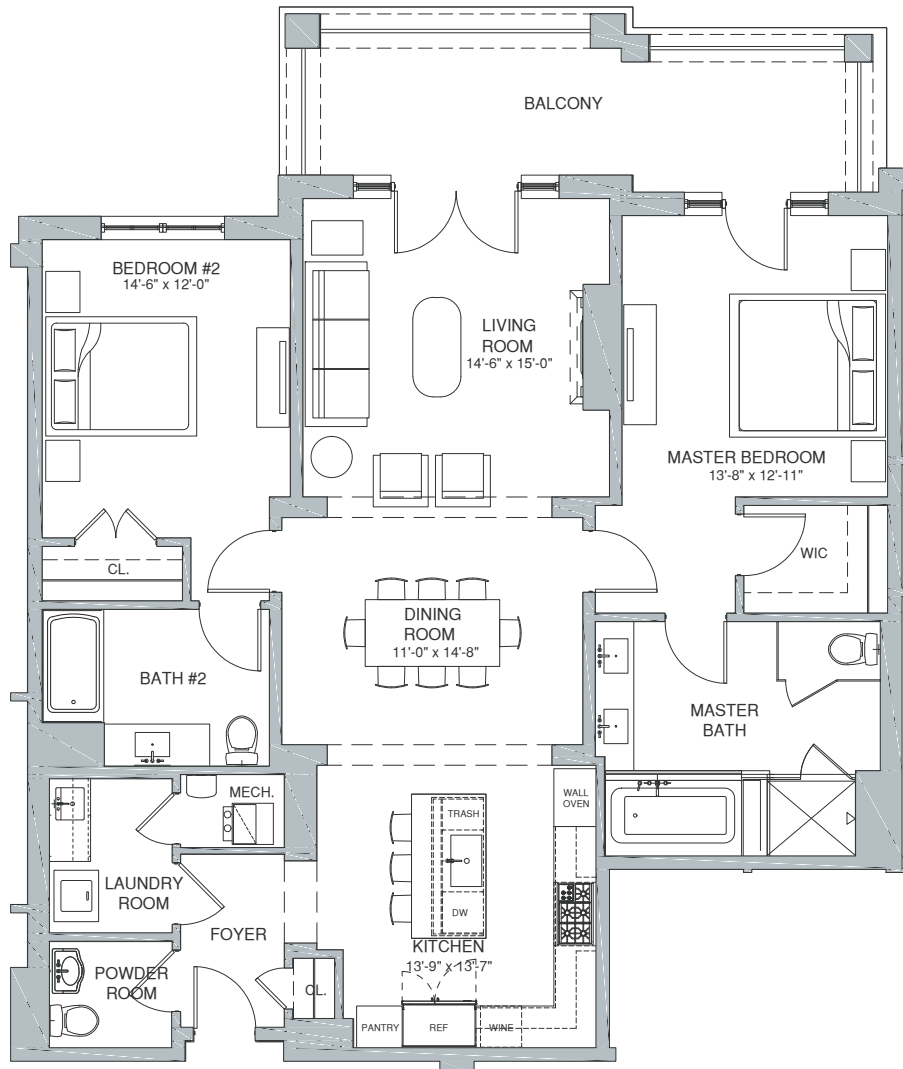 BALCONY
BEDROOM #2
14'-6" x 12'-0"
LIVING
ROOM
14'-6" x 15'-0"
MASTER BEDROOM
13'-8" x 12'-11"
WIC
CL.
DINING
ROOM
11'-0" x 14'-8"
BATH #2
MASTER
BATH
MECH.
WALL
OVEN
TRASH
LAUNDRY
ROOM
DW
FOYER
KITCHEN
13'-9" x 13'-7"
POWDER
ROOM
CL.
PANTRY
REF
WINE